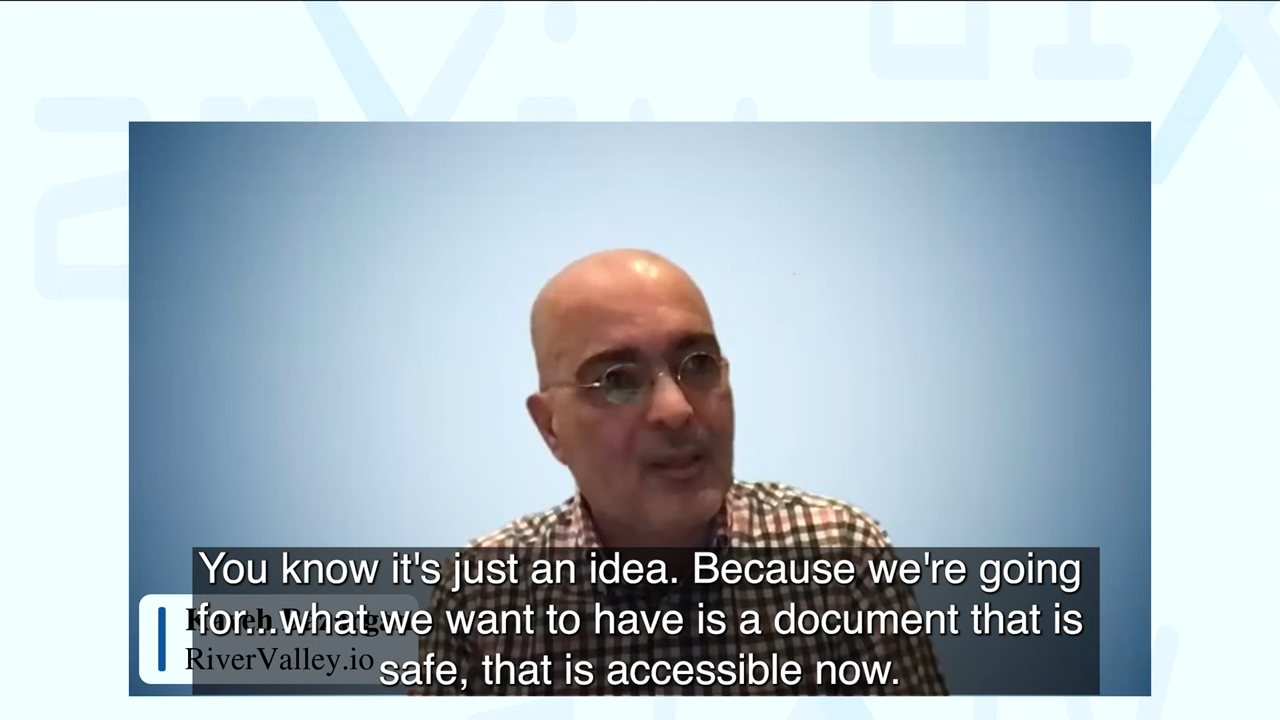 You know it's just an idea. Because we're going
for...what we want to have is a document that is
safe, that is accessible now.
RiverValley.io